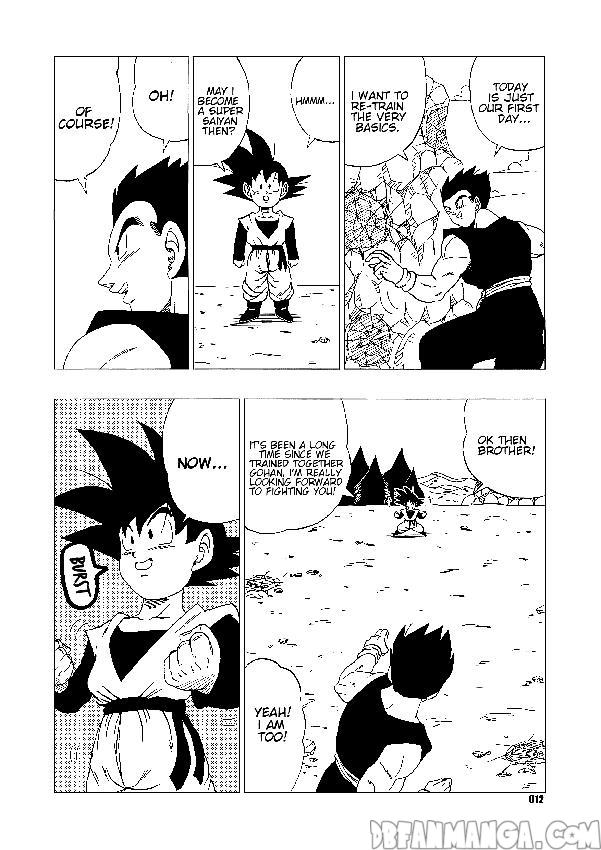 TODAY
IS JUST
OUR FIRST
DAY...
I WANT TO
RE-TRAIN
THE VERY
BASICS.
HMMM...
MAY I
BECOME
A SUPER
SAIYAN
THEN?
OH!
OF
COURSE!
OK THEN
BROTHER!
IT'S BEEN A LONG
TIME SINCE WE
TRAINED TOGETHER
GOHAN, I'M REALLY
LOOKING FORWARD
TO FIGHTING YOU!
YEAH!
I AM
TOO!
NOW...
BURST
012
DBFANMANGA.COM